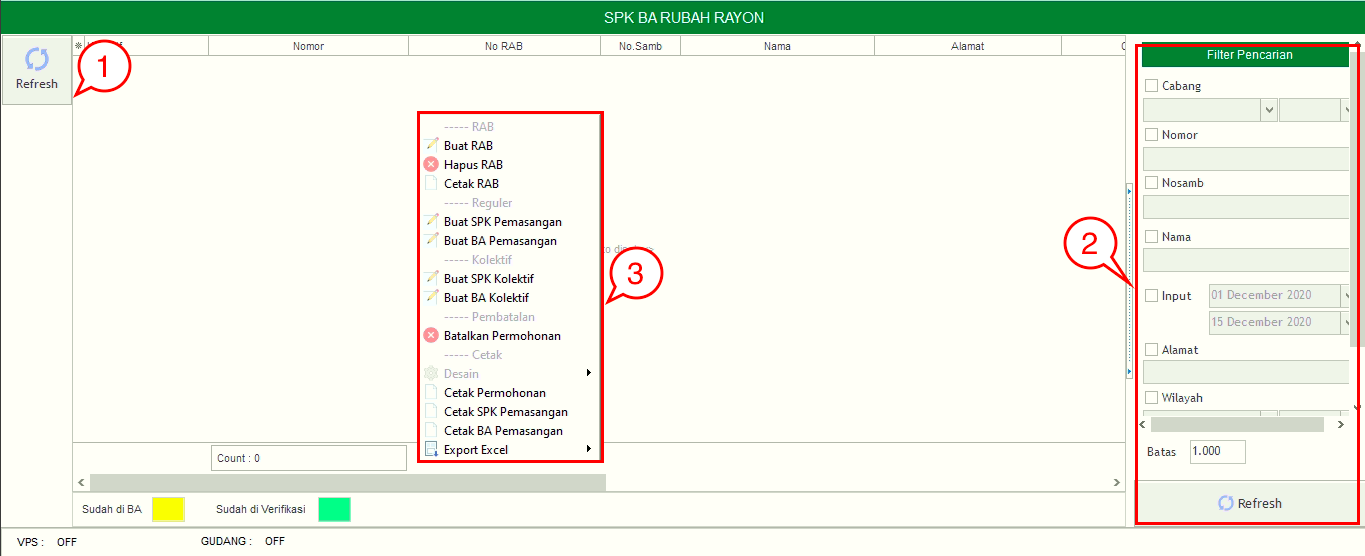 SPK BA RUBAH RAYON
Refresh
1
Nomor
No RAB
No.Samb
Nama
Alamat
Filter Pencarian
Cabang
Nomor
Nosamb
Nama
Input 01 December 2020
15 December 2020
Alamat
Wilayah
Batas 1.000
Refresh
2
----- RAB
Buat RAB
Hapus RAB
Cetak RAB
----- Reguler
Buat SPK Pemasangan
Buat BA Pemasangan
----- Kolektif
Buat SPK Kolektif
Buat BA Kolektif
----- Pembatalan
Batalkan Permohonan
----- Cetak
Desain
Cetak Permohonan
Cetak SPK Pemasangan
Cetak BA Pemasangan
Export Excel
3
Count : 0
Sudah di BA
Sudah di Verifikasi
VPS : OFF
GUDANG : OFF